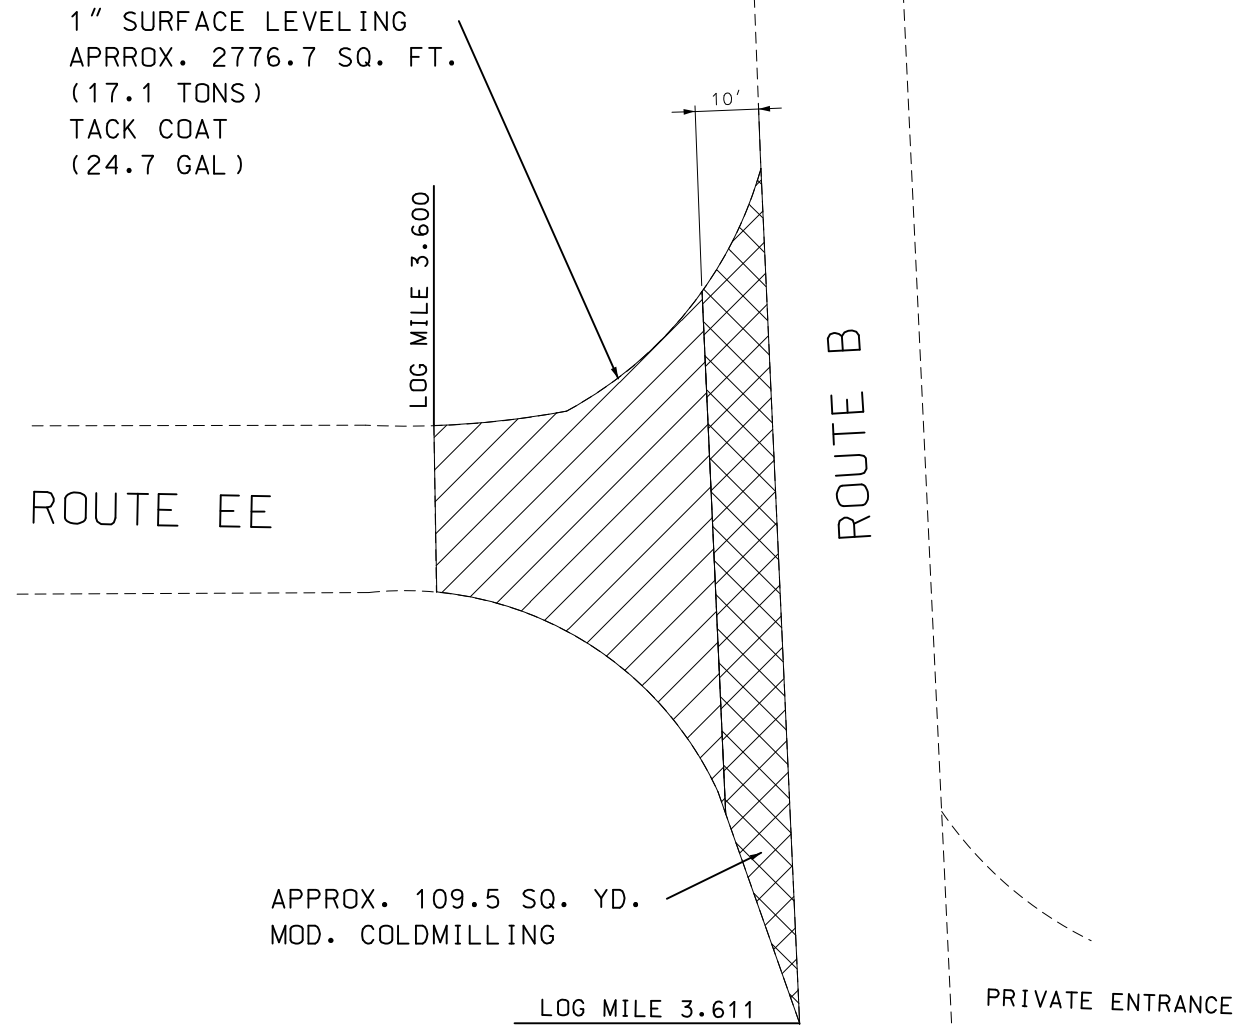 1" SURFACE LEVELING
APRROX. 2776.7 SQ. FT.
(17.1 TONS)
TACK COAT
(24.7 GAL)
10'
LOG MILE 3.600
ROUTE B
ROUTE EE
APPROX. 109.5 SQ. YD.
MOD. COLDMILLING
LOG MILE 3.611
PRIVATE ENTRANCE